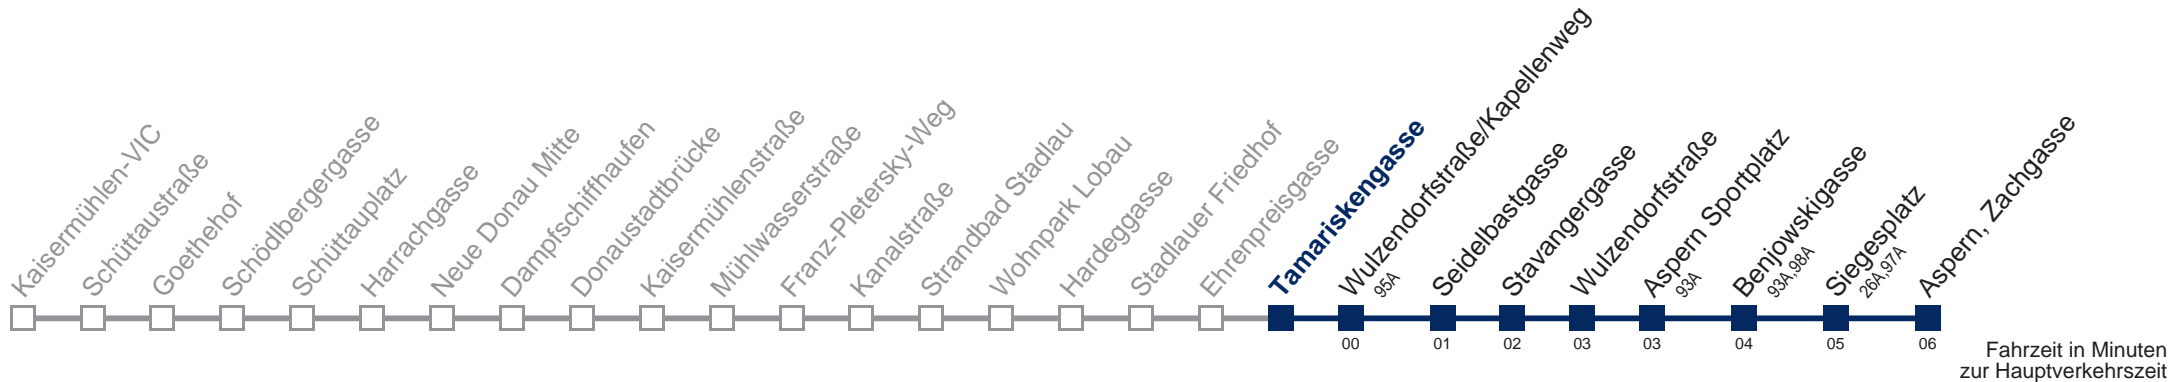 Kaisermühlen-VIC
Schüttaustraße
Goethehof
Schödlbergergasse
Schüttauplatz
Harrachgasse
Neue Donau Mitte
Dampfschiffhaufen
Donaustadtbrücke
Kaisermühlenstraße
Mühlwasserstraße
Franz-Pletersky-Weg
Kanalstraße
Strandbad Stadlau
Wohnpark Lobau
Hardeggasse
Stadlauer Friedhof
Ehrenpreisgasse
Tamariskengasse
Wulzendorfstraße/Kapellenweg
95A
Seidelbastgasse
Stavangergasse
Wulzendorfstraße
Aspern Sportplatz
93A
Benjowskigasse
93A,98A
Siegesplatz
26A,97A
Aspern, Zachgasse
00 01 02 03 03 04 05 06
Fahrzeit in Minuten
zur Hauptverkehrszeit